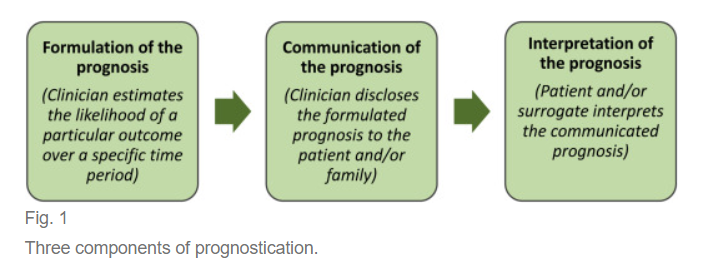 Formulation of the
prognosis
(Clinician estimates
the likelihood of a
particular outcome
over a specific time
period)
Communication of
the prognosis
(Clinician discloses
the formulated
prognosis to the
patient and/or
family)
Interpretation of
the prognosis
(Patient and/or
surrogate interprets
the communicated
prognosis)
Fig. 1
Three components of prognostication.